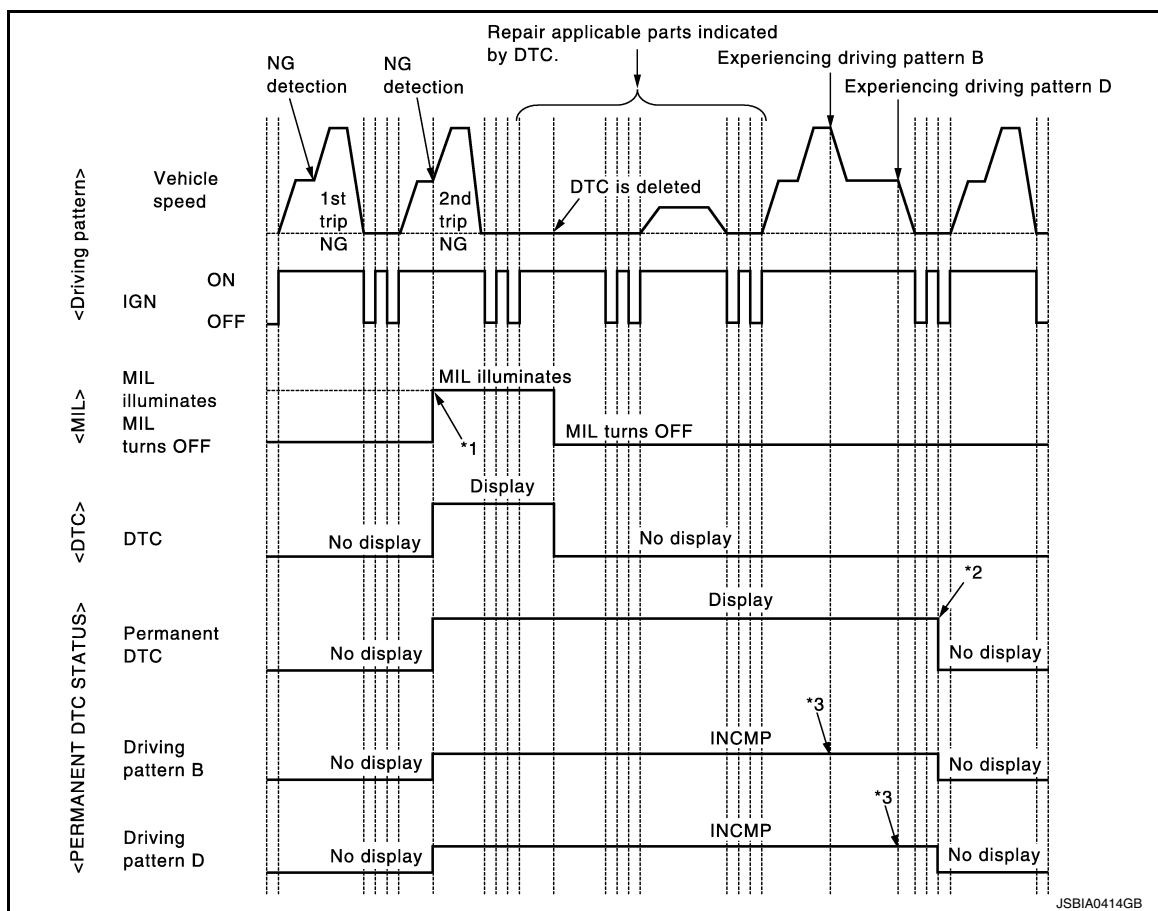 Repair applicable parts indicated
by DTC.
Experiencing driving pattern B
NG
detection
NG
detection
Experiencing driving pattern D
<Driving pattern>
Vehicle
speed
1st
trip
NG
2nd
trip
NG
DTC is deleted
IGN
ON
OFF
<MIL>
MIL
illuminates
MIL
turns OFF
MIL illuminates
*1
MIL turns OFF
<DTC>
DTC
No display
Display
No display
<PERMANENT DTC STATUS>
Permanent
DTC
No display
Display
*2
No display
Driving
pattern B
No display
INCMP
*3
No display
Driving
pattern D
No display
INCMP
*3
No display
JSBIA0414GB